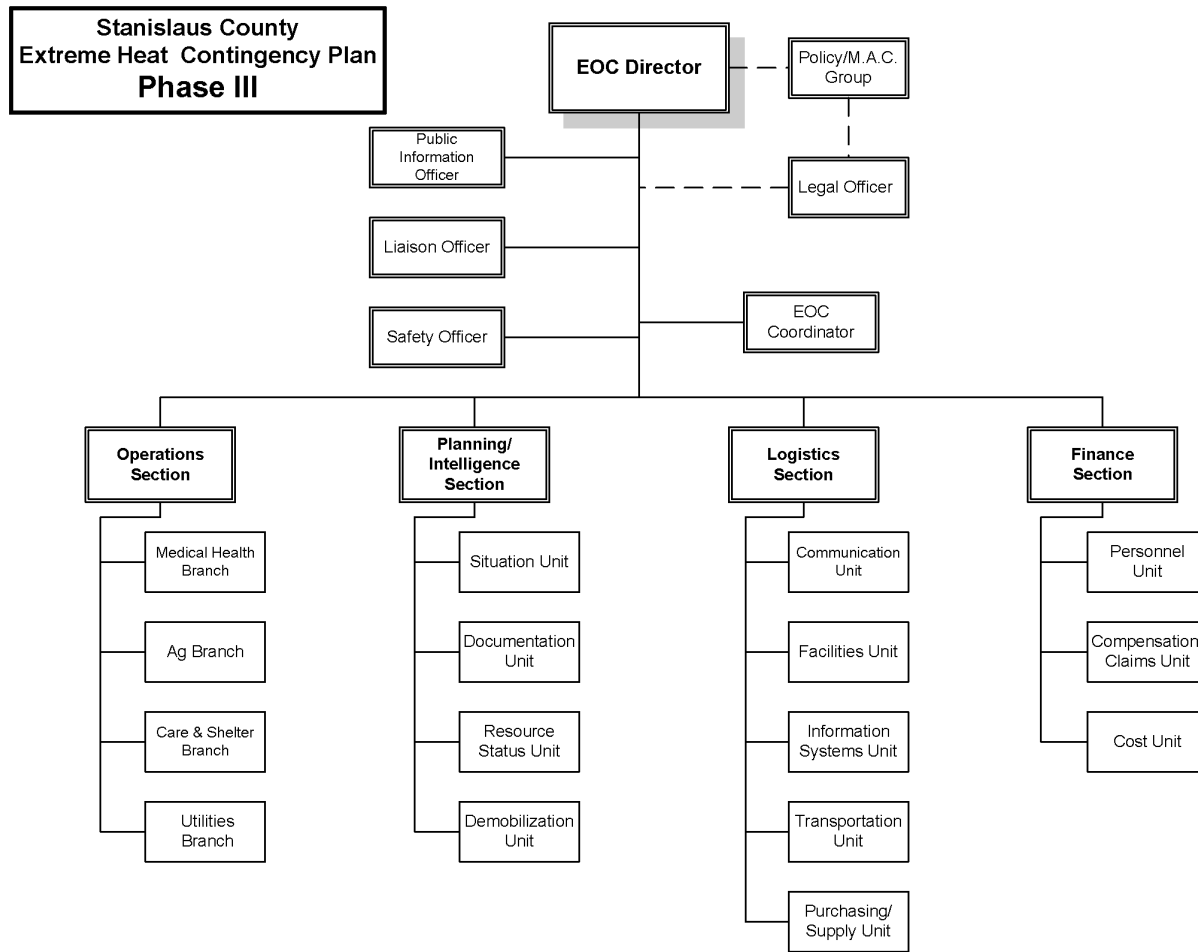 Stanislaus County
Extreme Heat Contingency Plan
Phase III
EOC Director
Policy/M.A.C.
Group
Public
Information
Officer
Legal Officer
Liaison Officer
EOC
Coordinator
Safety Officer
Operations
Section
Planning/
Intelligence
Section
Logistics
Section
Finance
Section
Medical Health
Branch
Ag Branch
Care & Shelter
Branch
Utilities
Branch
Situation Unit
Documentation
Unit
Resource
Status Unit
Demobilization
Unit
Communication
Unit
Facilities Unit
Information
Systems Unit
Transportation
Unit
Purchasing/
Supply Unit
Personnel
Unit
Compensation
Claims Unit
Cost Unit